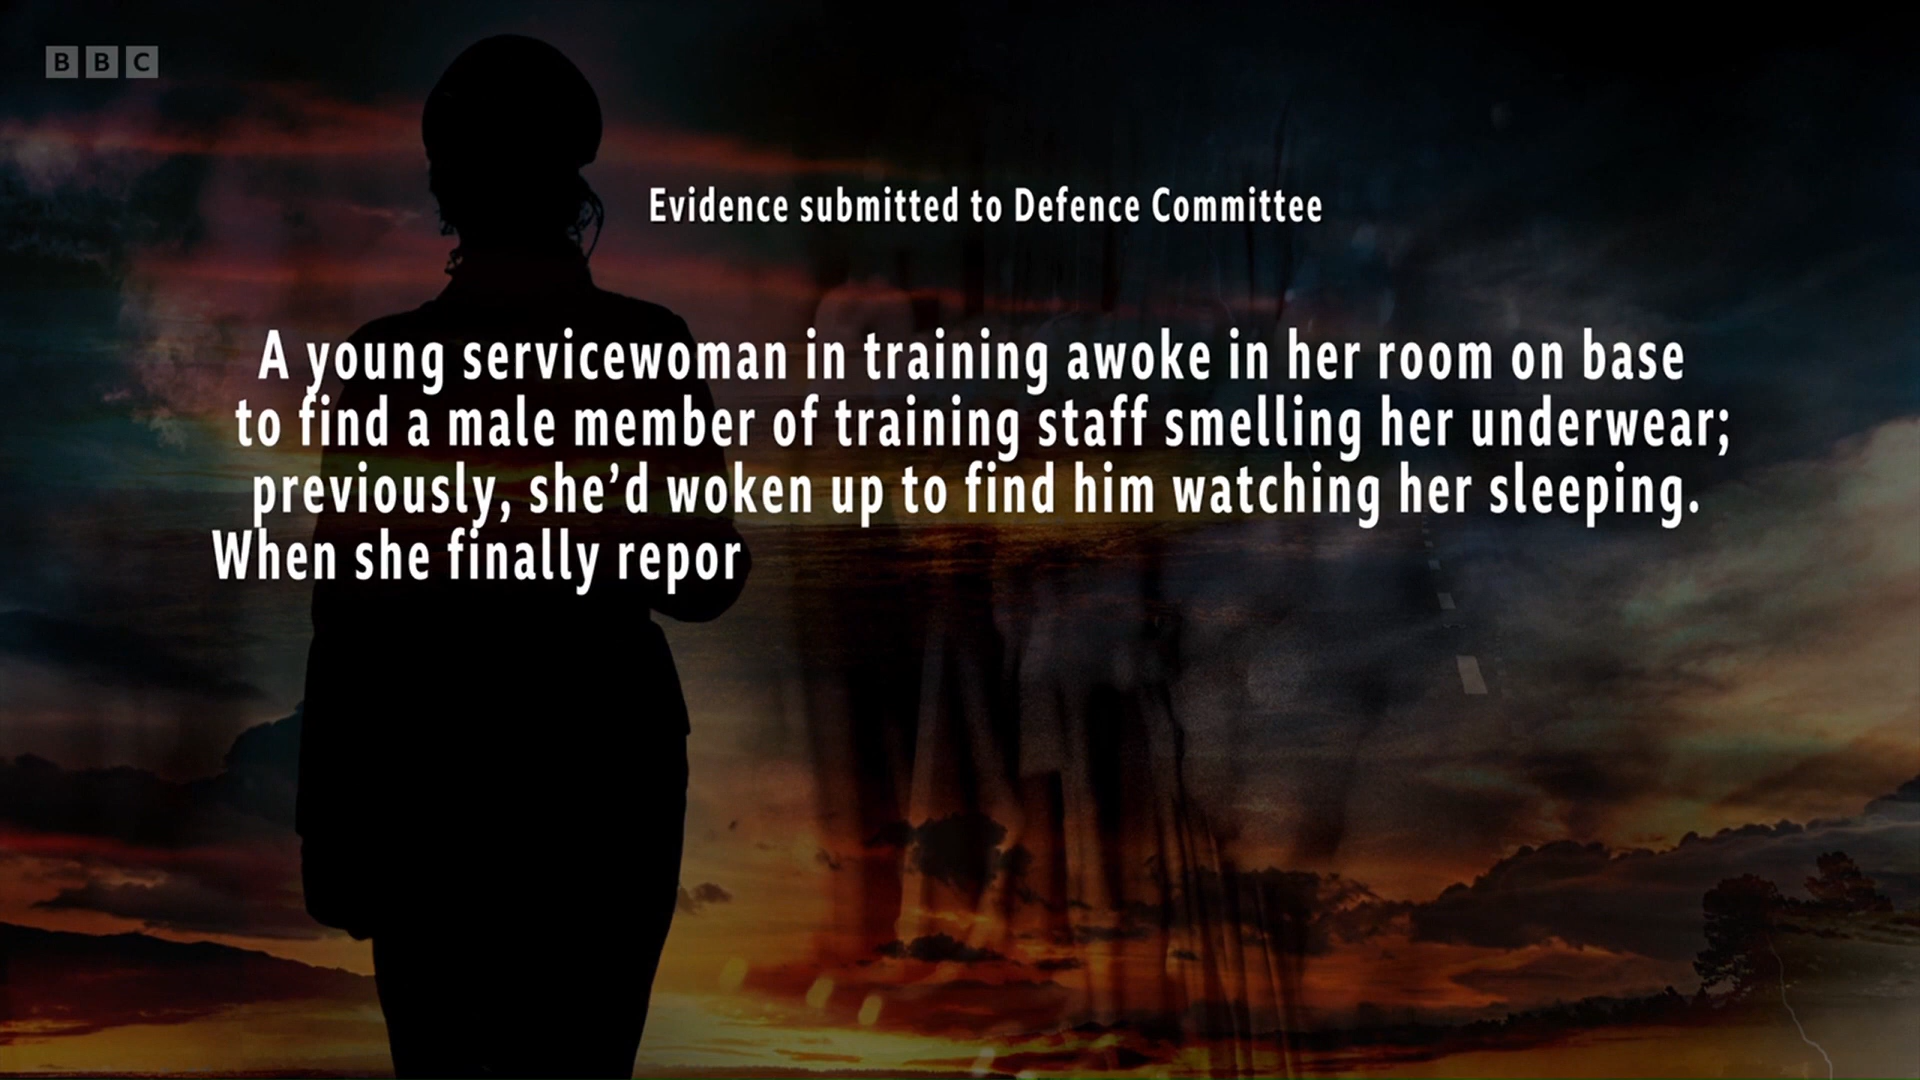 BBC
Evidence submitted to Defence Committee
A young servicewoman in training awoke in her room on base
to find a male member of training staff smelling her underwear;
previously, she’d woken up to find him watching her sleeping.
When she finally repor